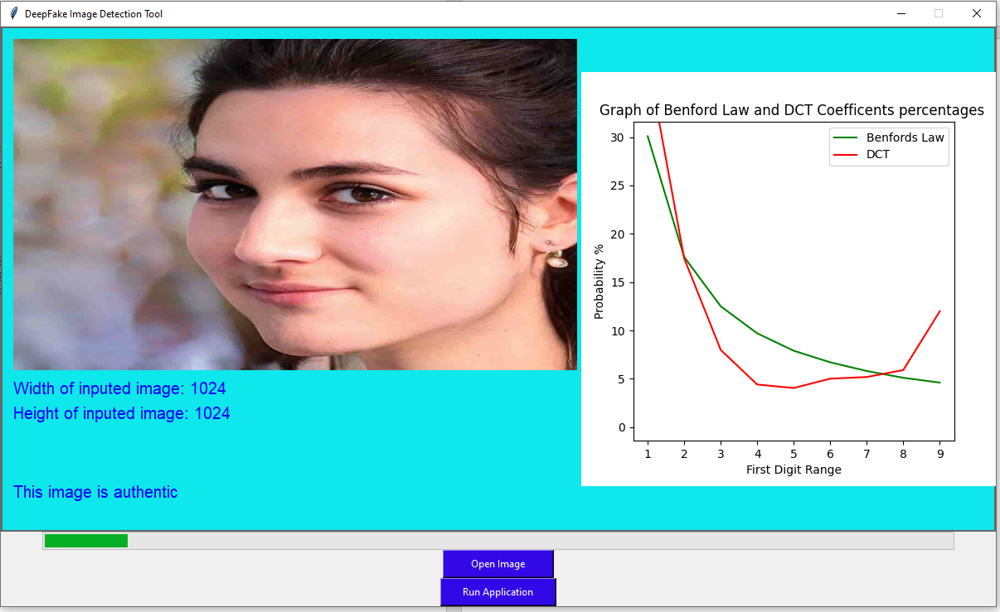 DeepFake Image Detection Tool
Graph of Benford Law and DCT Coefficents percentages
Benfords Law
DCT
30
25
20
15
10
5
0
Probability %
1 2 3 4 5 6 7 8 9
First Digit Range
Width of inputed image: 1024
Height of inputed image: 1024
This image is authentic
Open Image
Run Application